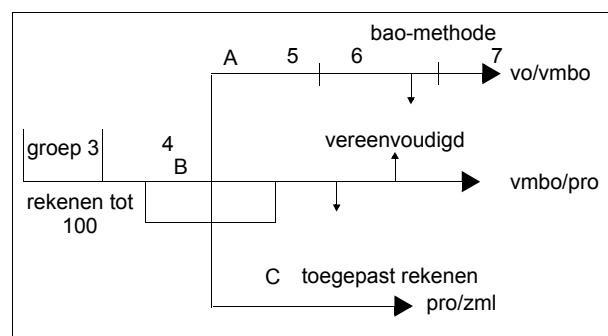 bao-methode
A 5 6 7
vo/vmbo
groep 3 4 vereenvoudigd
B
vmbo/pro
rekenen tot
100
C toegepast rekenen
pro/zml